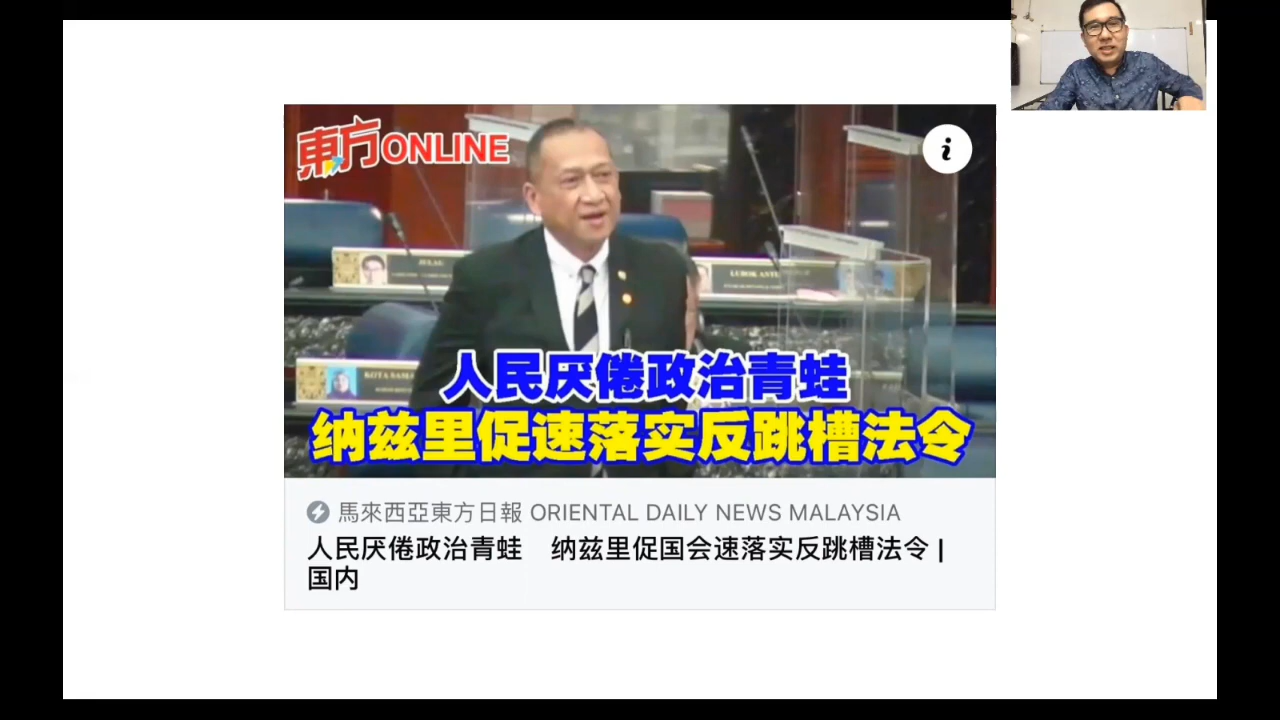 東方ONLINE
i
JULAU
LUBOK ANTU
人民厌倦政治青蛙
纳兹里促速落实反跳槽法令
馬來西亞東方日報 ORIENTAL DAILY NEWS MALAYSIA
人民厌倦政治青蛙 纳兹里促国会速落实反跳槽法令 |
国内